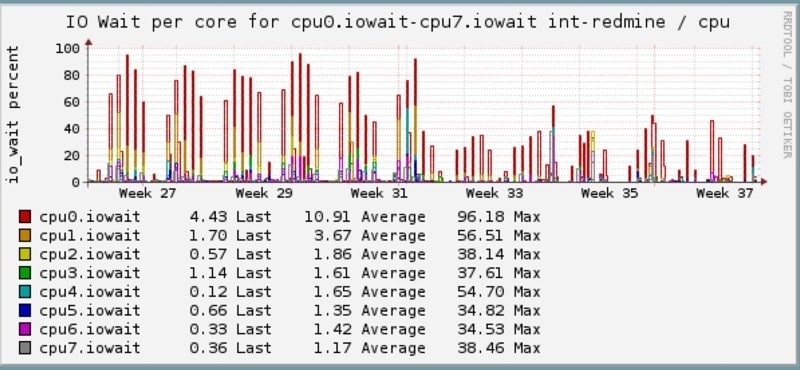 IO Wait per core for cpu0.iowait-cpu7.iowait int-redmine / cpu
RRDTOOL / TOBI OETIKER
io_wait percent
100
80
60
40
20
0
Week 27 Week 29 Week 31 Week 33 Week 35 Week 37
cpu0.iowait 4.43 Last 10.91 Average 96.18 Max
cpu1.iowait 1.70 Last 3.67 Average 56.51 Max
cpu2.iowait 0.57 Last 1.86 Average 38.14 Max
cpu3.iowait 1.14 Last 1.61 Average 37.61 Max
cpu4.iowait 0.12 Last 1.65 Average 54.70 Max
cpu5.iowait 0.66 Last 1.35 Average 34.82 Max
cpu6.iowait 0.33 Last 1.42 Average 34.53 Max
cpu7.iowait 0.36 Last 1.17 Average 38.46 Max